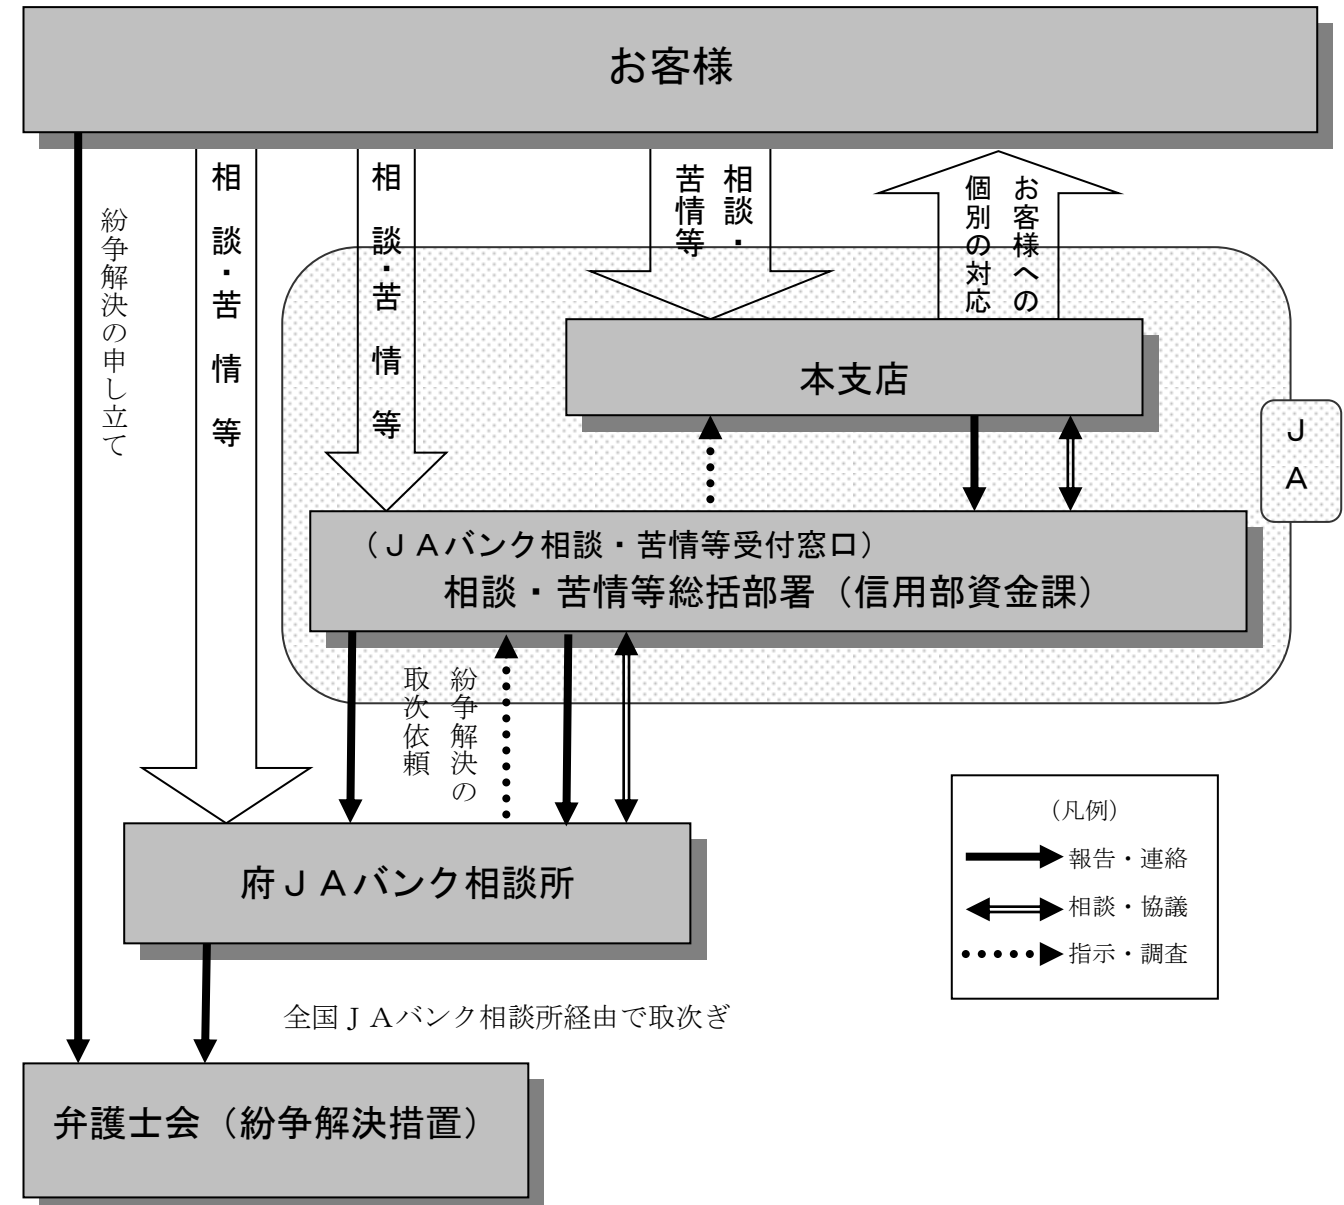 お客様
紛争解決の申し立て
相談・苦情等
相談・苦情等
相談・
苦情等
お客様への
個別の対応
本支店
ＪＡ
（ＪＡバンク相談・苦情等受付窓口）
相談・苦情等総括部署（信用部資金課）
紛争解決の
取次依頼
府ＪＡバンク相談所
（凡例）
報告・連絡
相談・協議
指示・調査
全国ＪＡバンク相談所経由で取次ぎ
弁護士会（紛争解決措置）